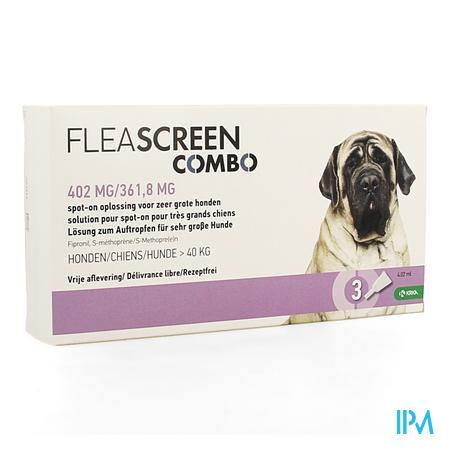 FLEASCREEN
COMBO
402 MG/361,8 MG
spot-on oplossing voor zeer grote honden
solution pour spot-on pour très grands chiens
Lösung zum Auftropfen für sehr große Hunde
Fipronil, S-méthoprène/S-Methopre(e)n
HONDEN/CHIENS/HUNDE > 40 KG
Vrije aflevering/ Délivrance libre/Rezeptfrei
3
4.02 ml
KRKA
IPM